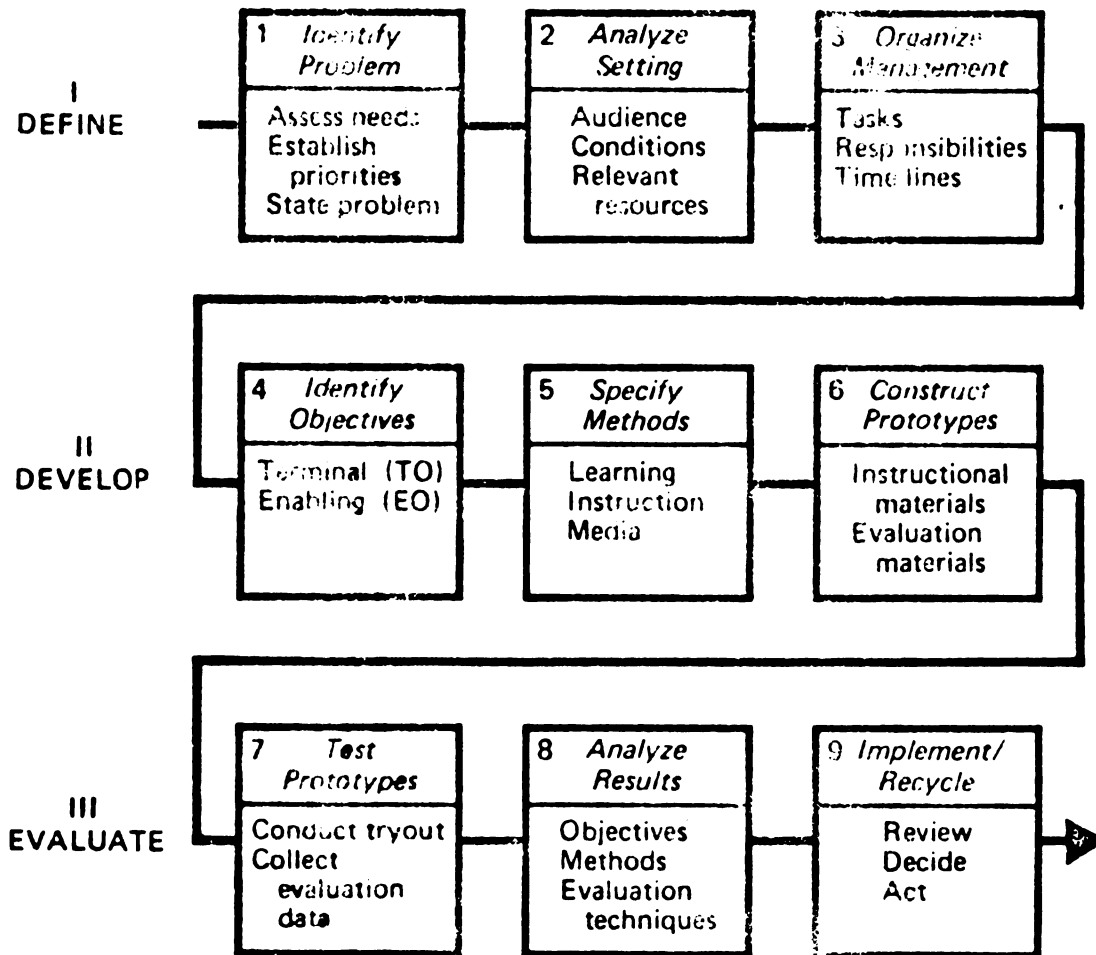 I
DEFINE
1 Identify
Problem
Assess needs
Establish
priorities
State problem
2 Analyze
Setting
Audience
Conditions
Relevant
resources
3 Organize
Management
Tasks
Responsibilities
Time lines
II
DEVELOP
4 Identify
Objectives
Terminal (TO)
Enabling (EO)
5 Specify
Methods
Learning
Instruction
Media
6 Construct
Prototypes
Instructional
materials
Evaluation
materials
III
EVALUATE
7 Test
Prototypes
Conduct tryout
Collect
evaluation
data
8 Analyze
Results
Objectives
Methods
Evaluation
techniques
9 Implement/
Recycle
Review
Decide
Act